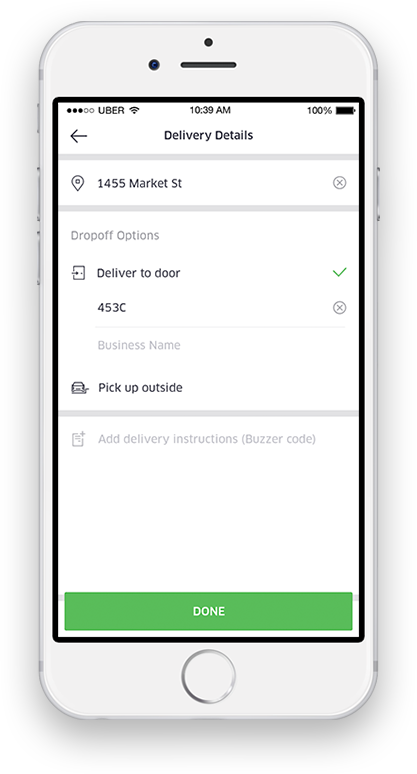 UBER 10:39 AM 100%
Delivery Details
1455 Market St
Dropoff Options
Deliver to door
453C
Business Name
Pick up outside
Add delivery instructions (Buzzer code)
DONE